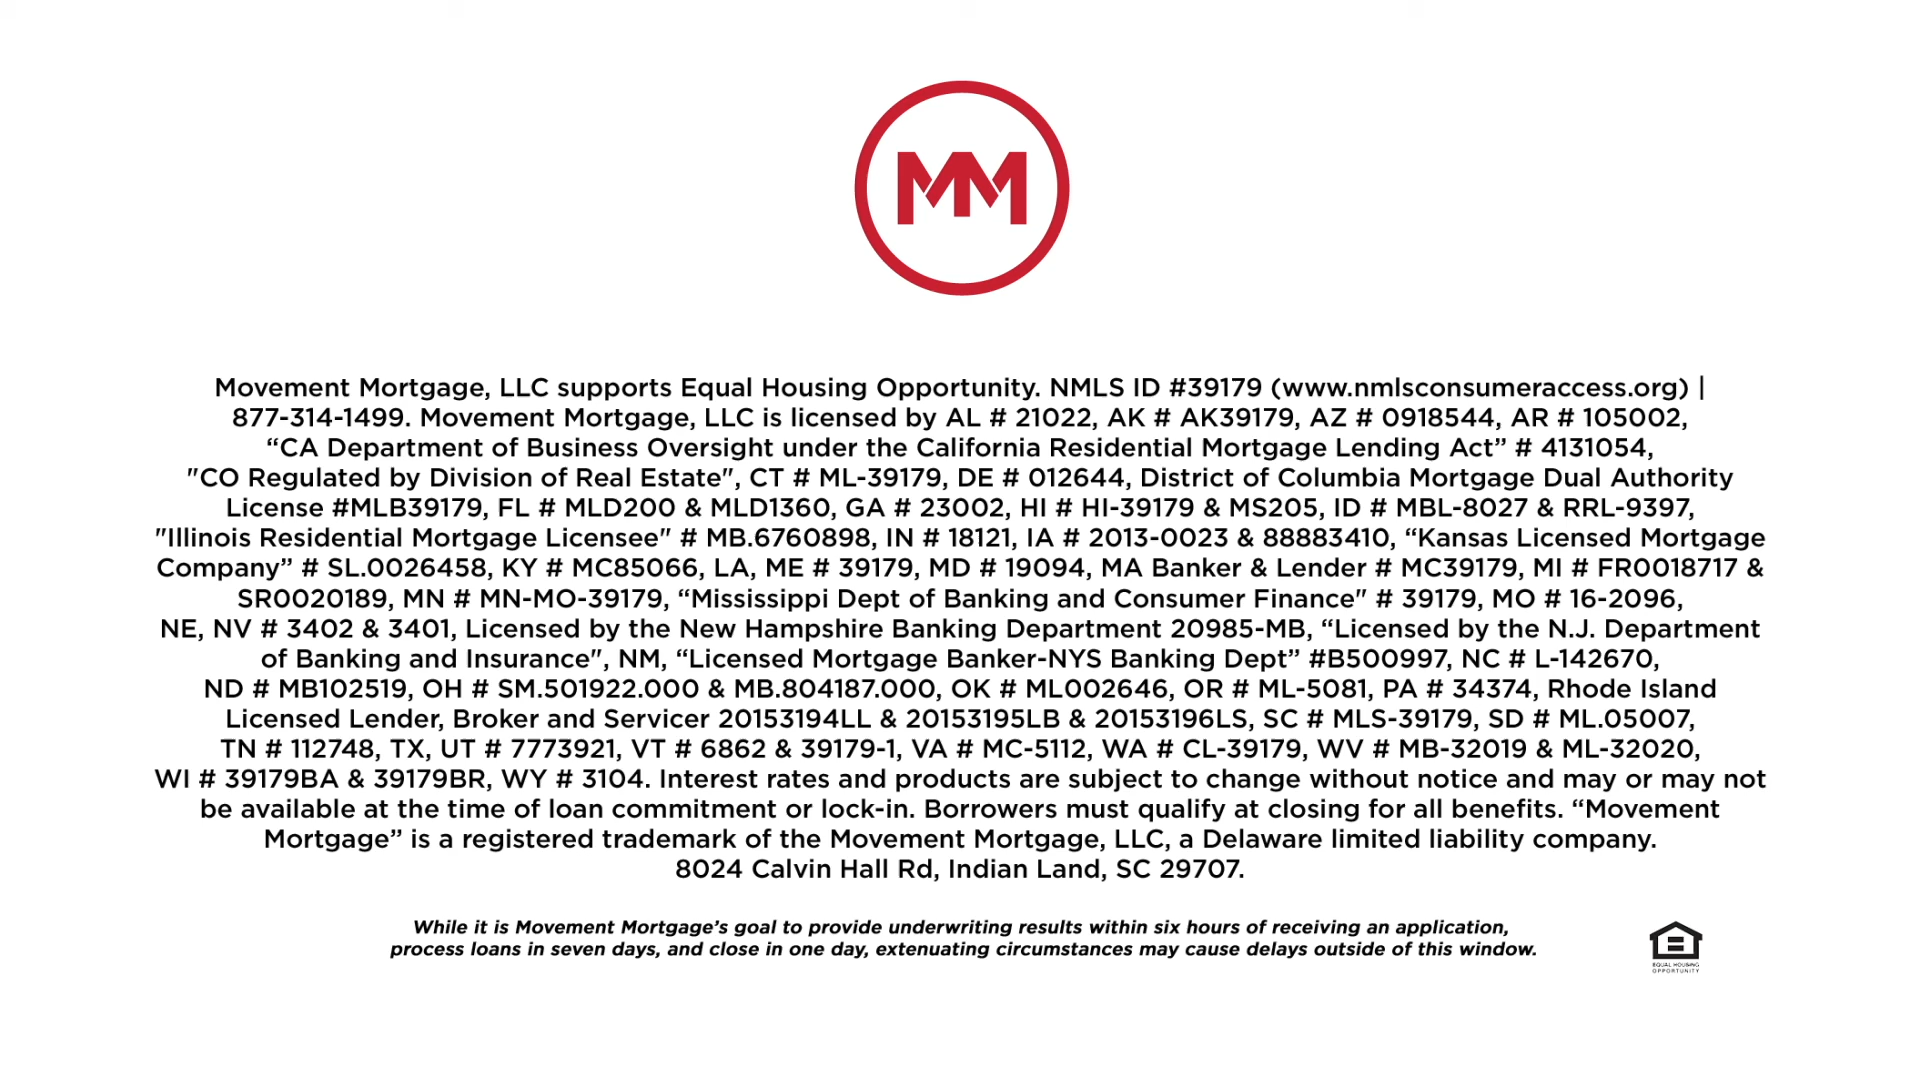 MM
Movement Mortgage, LLC supports Equal Housing Opportunity. NMLS ID #39179 (www.nmlsconsumeraccess.org) |
877-314-1499. Movement Mortgage, LLC is licensed by AL # 21022, AK # AK39179, AZ # 0918544, AR # 105002,
“CA Department of Business Oversight under the California Residential Mortgage Lending Act” # 4131054,
"CO Regulated by Division of Real Estate", CT # ML-39179, DE # 012644, District of Columbia Mortgage Dual Authority
License #MLB39179, FL # MLD200 & MLD1360, GA # 23002, HI # HI-39179 & MS205, ID # MBL-8027 & RRL-9397,
"Illinois Residential Mortgage Licensee" # MB.6760898, IN # 18121, IA # 2013-0023 & 88883410, “Kansas Licensed Mortgage
Company” # SL.0026458, KY # MC85066, LA, ME # 39179, MD # 19094, MA Banker & Lender # MC39179, MI # FR0018717 &
SR0020189, MN # MN-MO-39179, “Mississippi Dept of Banking and Consumer Finance" # 39179, MO # 16-2096,
NE, NV # 3402 & 3401, Licensed by the New Hampshire Banking Department 20985-MB, “Licensed by the N.J. Department
of Banking and Insurance", NM, “Licensed Mortgage Banker-NYS Banking Dept” #B500997, NC # L-142670,
ND # MB102519, OH # SM.501922.000 & MB.804187.000, OK # ML002646, OR # ML-5081, PA # 34374, Rhode Island
Licensed Lender, Broker and Servicer 20153194LL & 20153195LB & 20153196LS, SC # MLS-39179, SD # ML.05007,
TN # 112748, TX, UT # 7773921, VT # 6862 & 39179-1, VA # MC-5112, WA # CL-39179, WV # MB-32019 & ML-32020,
WI # 39179BA & 39179BR, WY # 3104. Interest rates and products are subject to change without notice and may or may not
be available at the time of loan commitment or lock-in. Borrowers must qualify at closing for all benefits. “Movement
Mortgage” is a registered trademark of the Movement Mortgage, LLC, a Delaware limited liability company.
8024 Calvin Hall Rd, Indian Land, SC 29707.
While it is Movement Mortgage’s goal to provide underwriting results within six hours of receiving an application,
process loans in seven days, and close in one day, extenuating circumstances may cause delays outside of this window.
EQUAL HOUSING
OPPORTUNITY